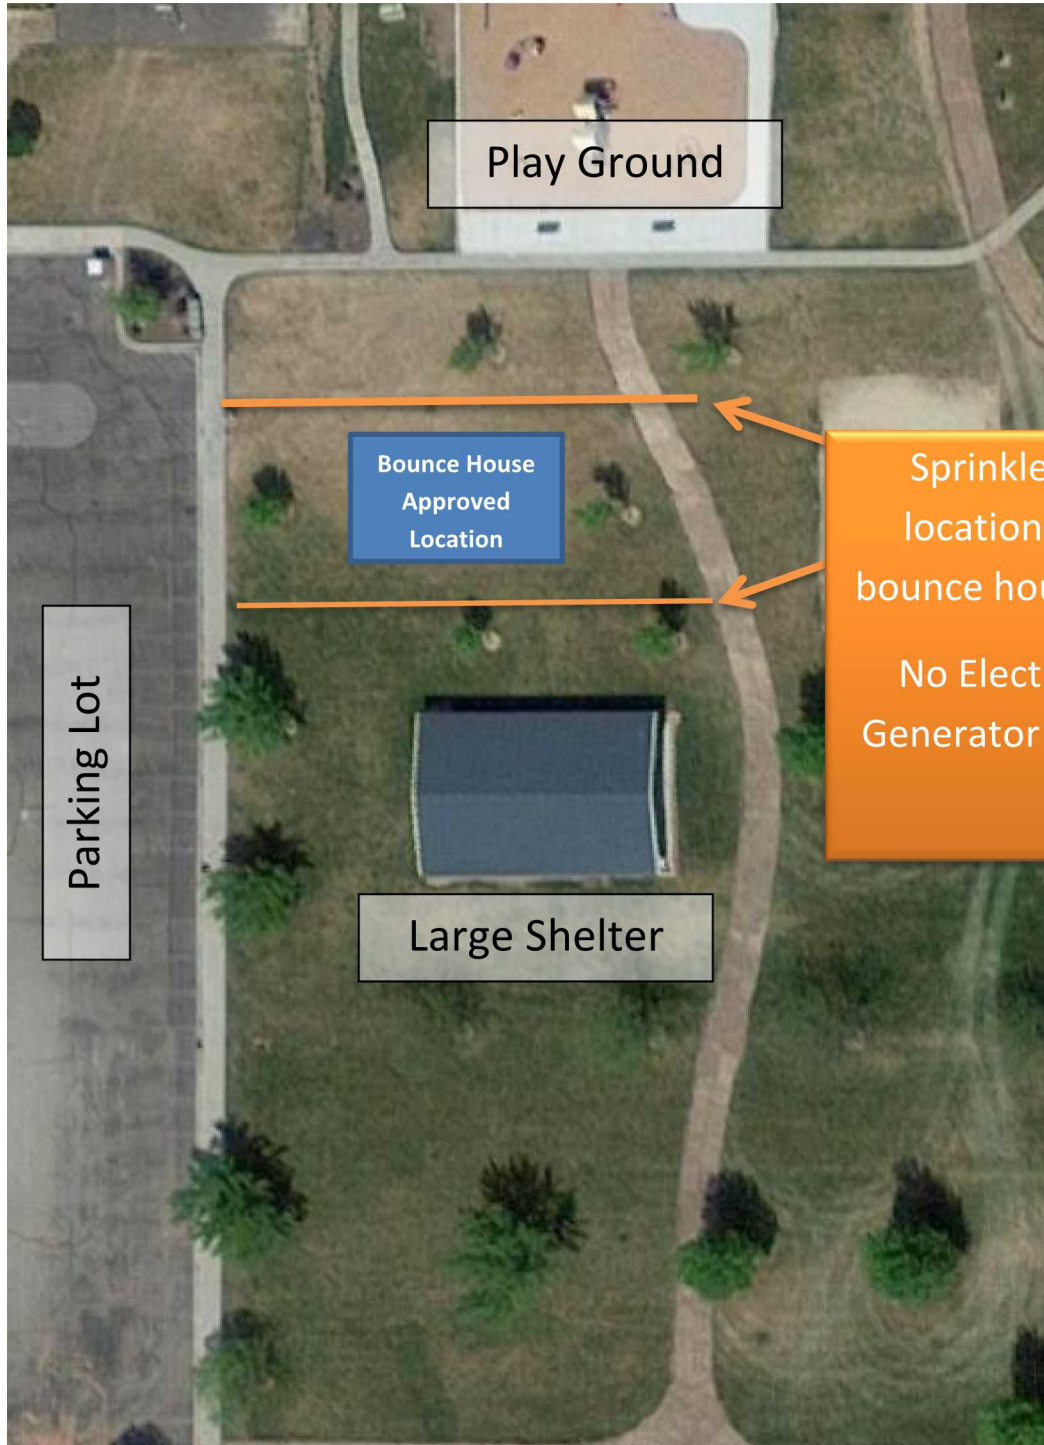 Play Ground
Bounce House
Approved
Location
Sprinkle
location
bounce hou
No Elect
Generator
Parking Lot
Large Shelter